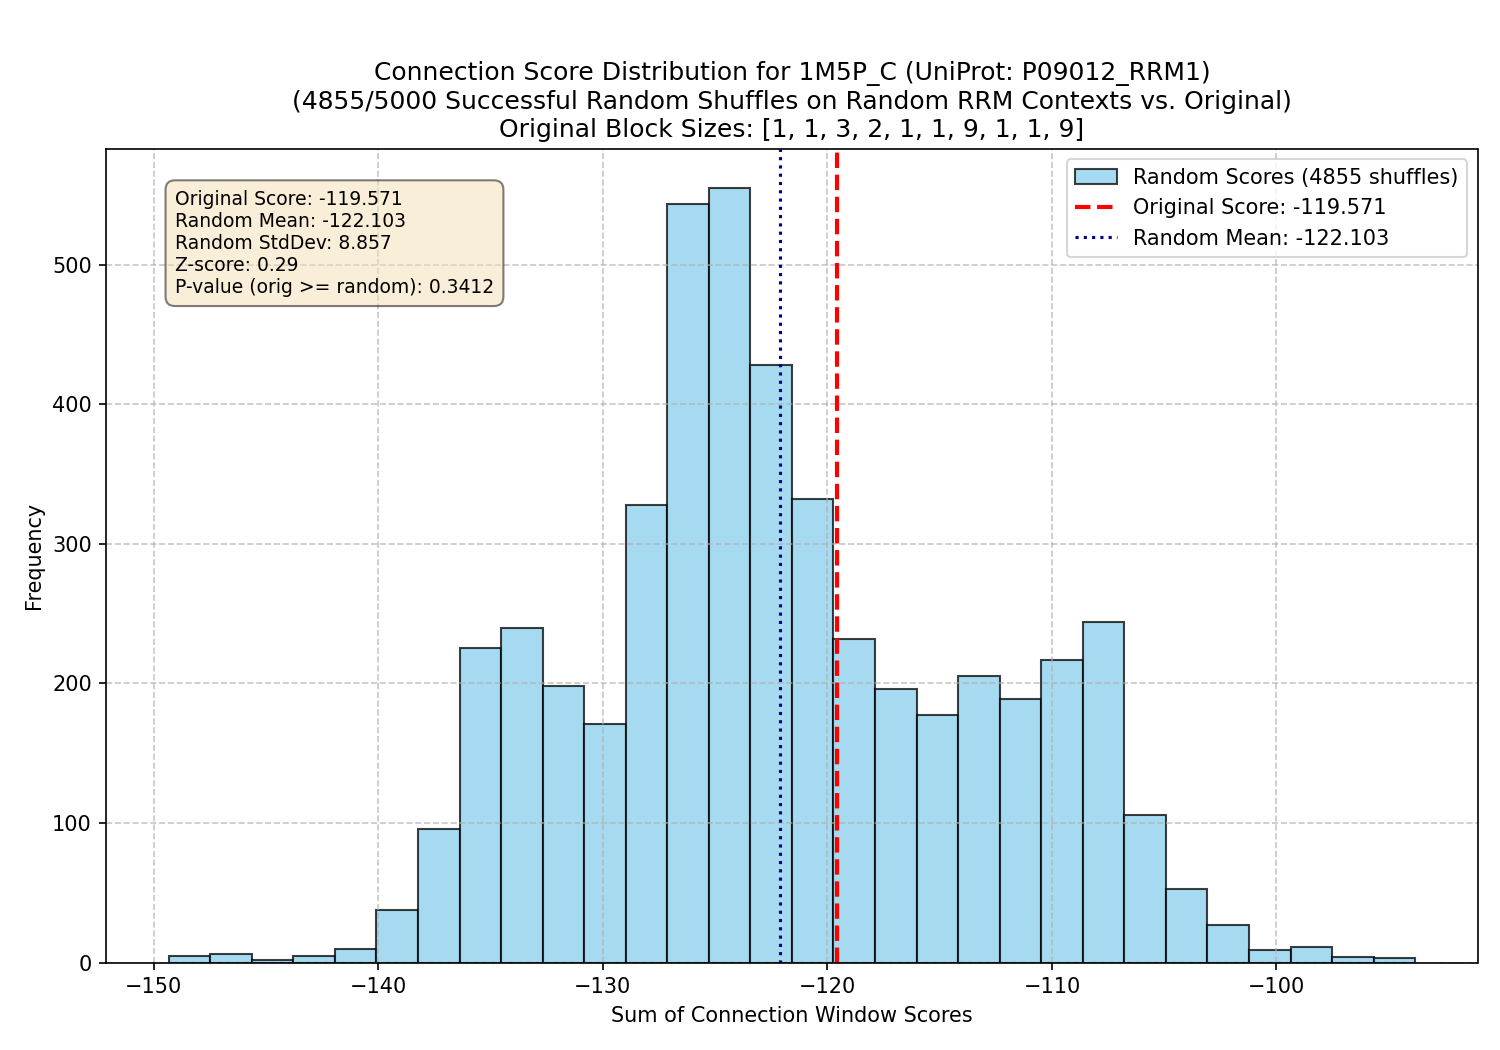 Connection Score Distribution for 1M5P_C (UniProt: P09012_RRM1)
(4855/5000 Successful Random Shuffles on Random RRM Contexts vs. Original)
Original Block Sizes: [1, 1, 3, 2, 1, 1, 9, 1, 1, 9]
Original Score: -119.571
Random Mean: -122.103
Random StdDev: 8.857
Z-score: 0.29
P-value (orig >= random): 0.3412
Random Scores (4855 shuffles)
Original Score: -119.571
Random Mean: -122.103
Frequency
500
400
300
200
100
0
−150
−140
−130
−120
−110
−100
Sum of Connection Window Scores